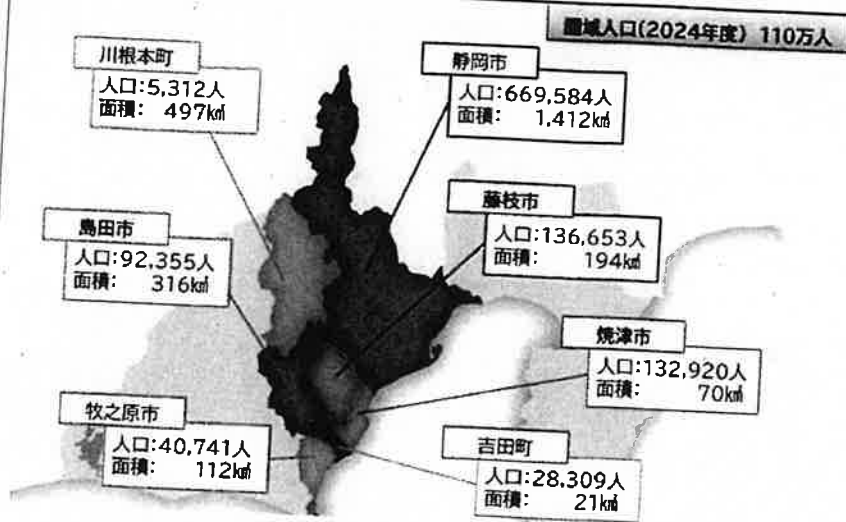 圏域人口(2024年度) 110万人
川根本町
人口:5,312人
面積: 497㎢
静岡市
人口:669,584人
面積: 1,412㎢
藤枝市
人口:136,653人
面積: 194㎢
島田市
人口:92,355人
面積: 316㎢
焼津市
人口:132,920人
面積: 70㎢
牧之原市
人口:40,741人
面積: 112㎢
吉田町
人口:28,309人
面積: 21㎢